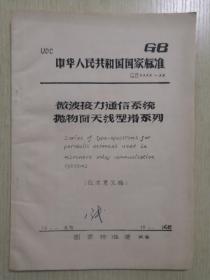 UDC
GB
中华人民共和国国家标准
微波接力通信系统
抛物面天线型谱系列
Series of type-spectrums for
parabolic antennas used in
microwave relay communication
systems
(征求意见稿)
国家标准局 批准